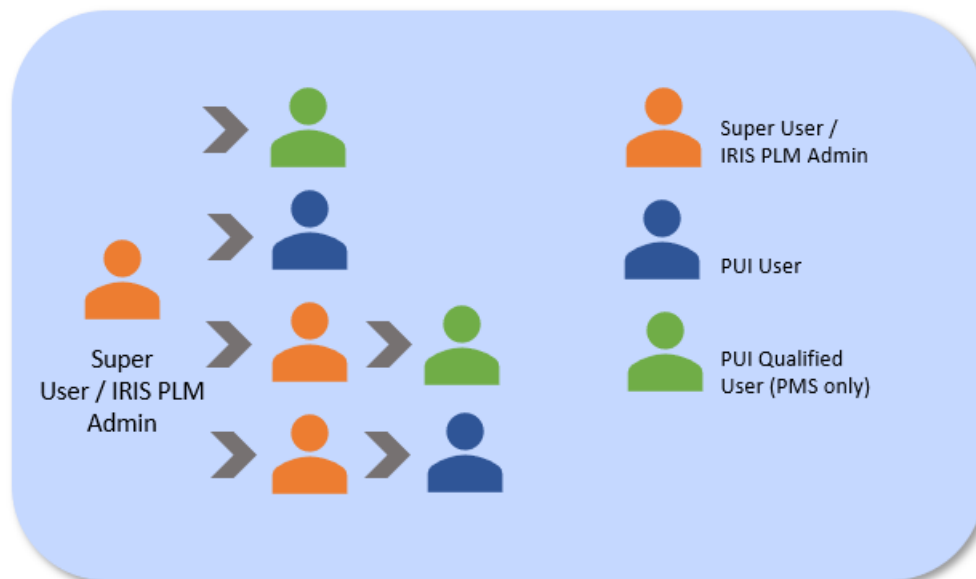 Super
User / IRIS PLM
Admin
Super User /
IRIS PLM Admin
PUI User
PUI Qualified
User (PMS only)